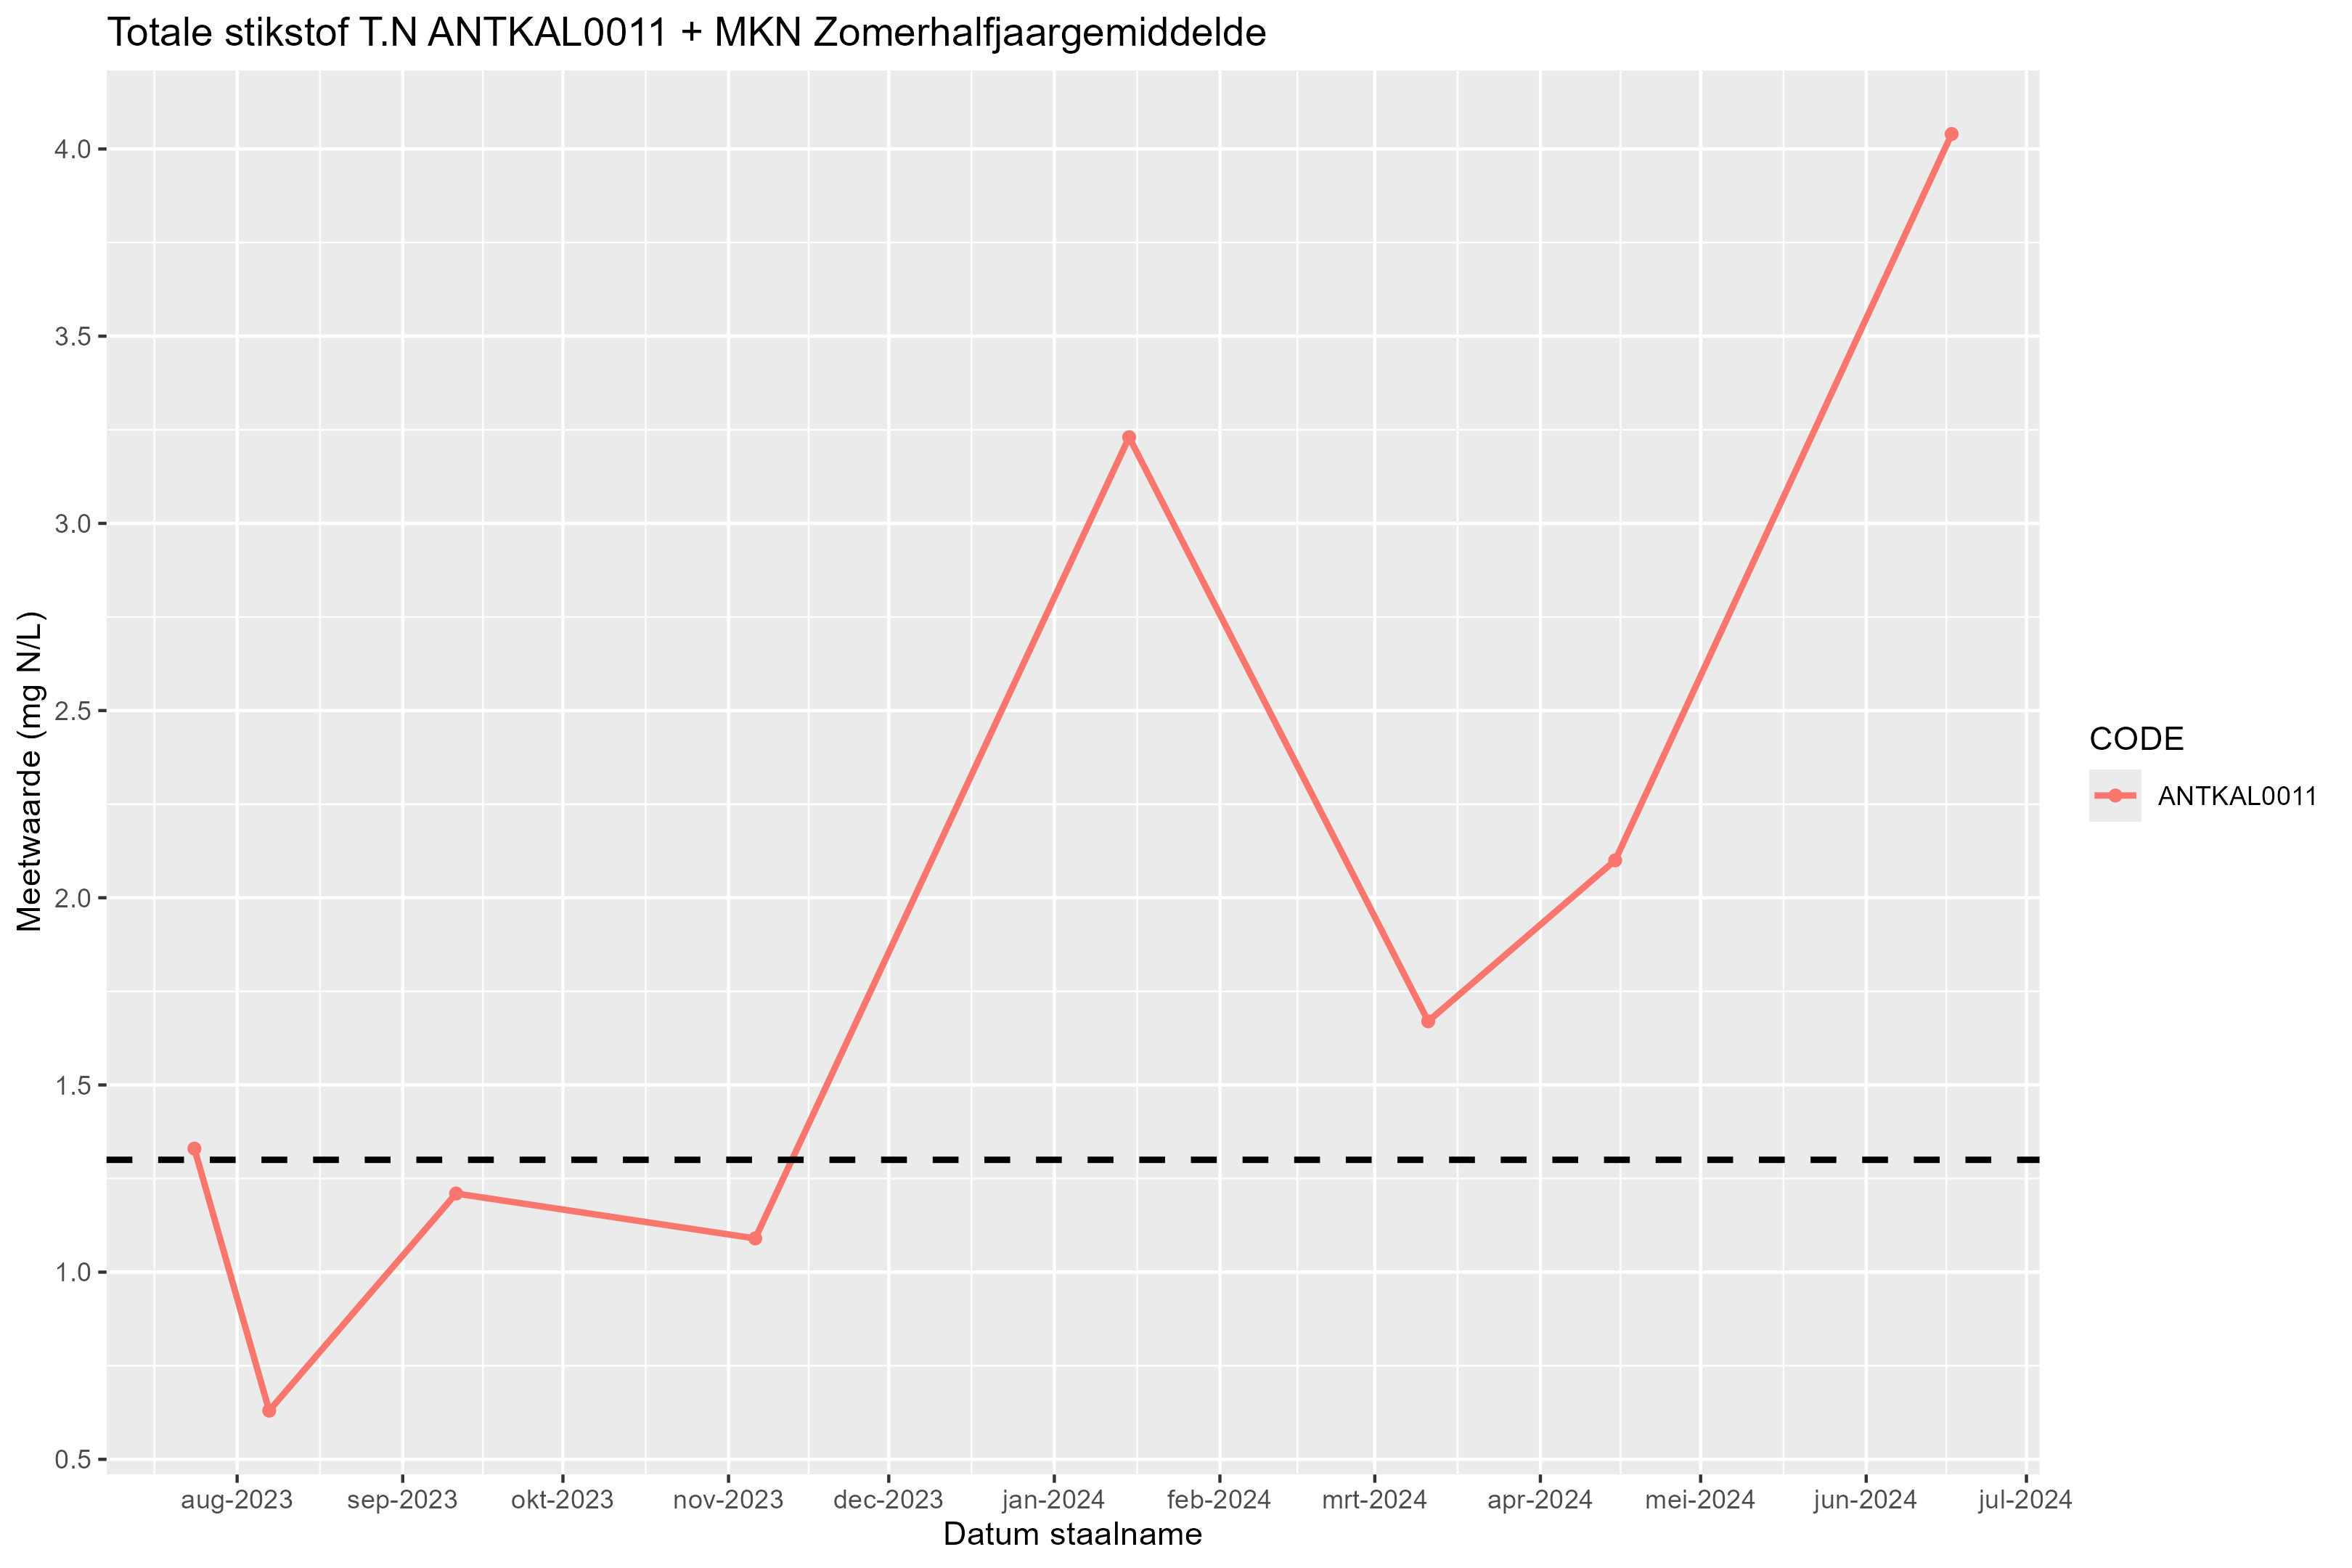 Totale stikstof T.N ANTKAL0011 + MKN Zomerhalfjaargemiddelde
Meetwaarde (mg N/L)
4.0
3.5
3.0
2.5
2.0
1.5
1.0
0.5
aug-2023 sep-2023 okt-2023 nov-2023 dec-2023 jan-2024 feb-2024 mrt-2024 apr-2024 mei-2024 jun-2024 jul-2024
Datum staalname
CODE
ANTKAL0011